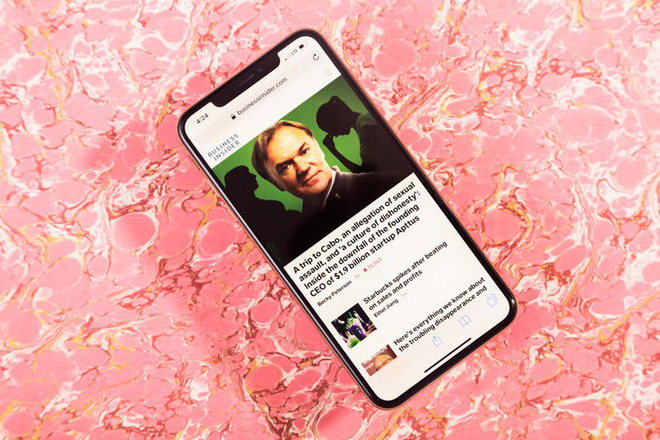 4:24
LTE
businessinsider.com
BUSINESS
INSIDER
A trip to Cabo, an allegation of sexual
assault, and 'a culture of dishonesty':
Inside the downfall of the founding
CEO of $1.9 billion startup Apttus
Becky Peterson
Starbucks spikes after beating
on sales and profits
Ethel Jiang
Here's everything we know about
the troubling disappearance and